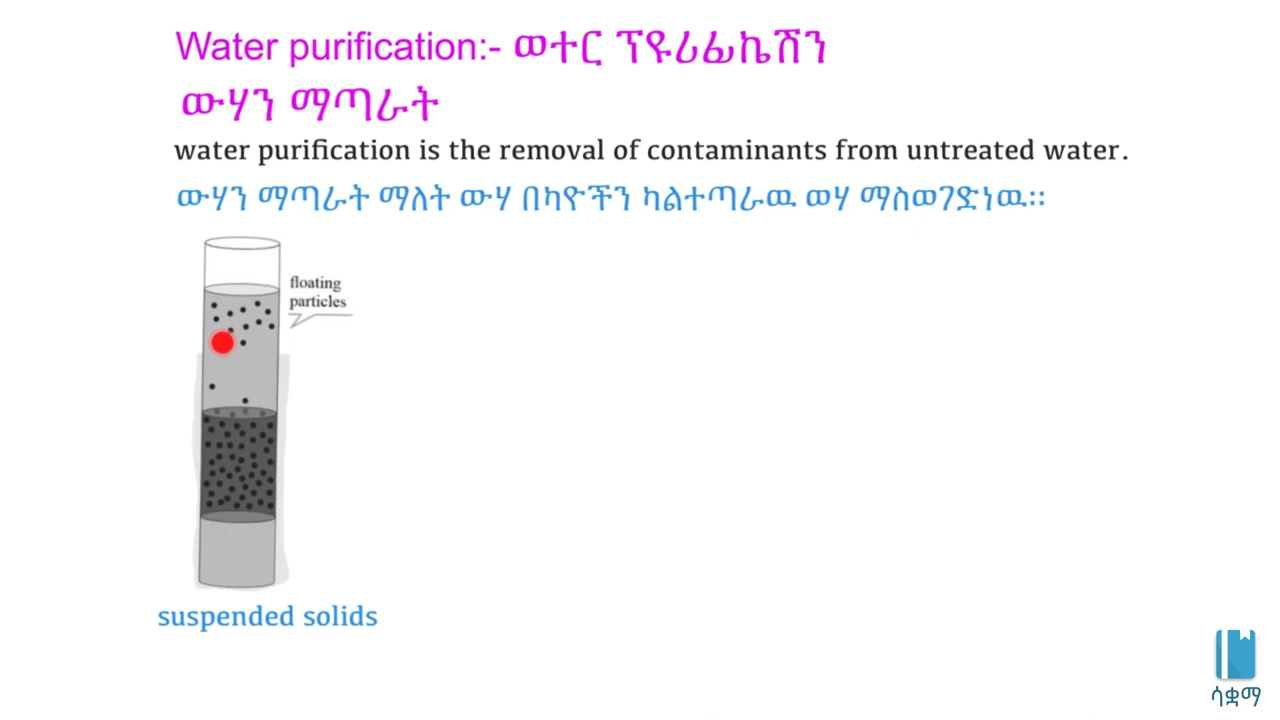 Water purification:- ወተር ፕዩሪፊኬሽን
ውሃን ማጣራት
water purification is the removal of contaminants from untreated water.
ውሃን ማጣራት ማለት ውሃ በካዮችን ካልተጣራዉ ወሃ ማስወገድነዉ፡፡
floating
particles
suspended solids
ሳቋማ